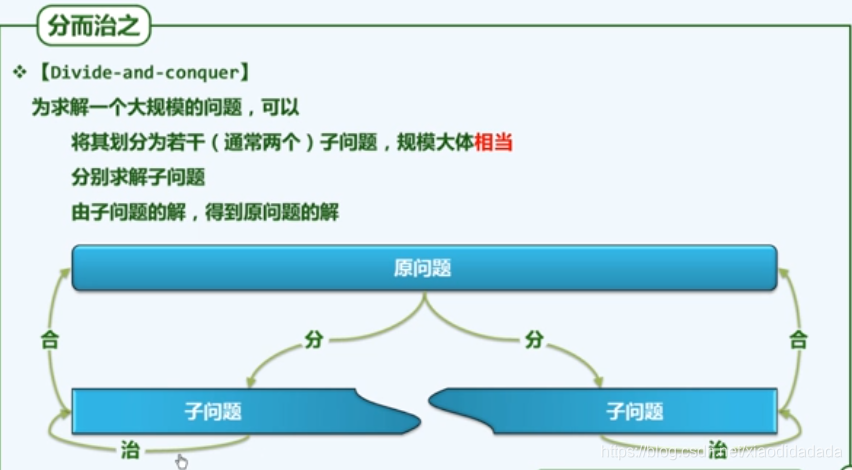 分而治之
❖【Divide-and-conquer】
为求解一个大规模的问题，可以
将其划分为若干（通常两个）子问题，规模大体相当
分别求解子问题
由子问题的解，得到原问题的解
原问题
合 分 分 合
子问题 子问题
治 治
https://blog.csdn.net/xiaodidadada